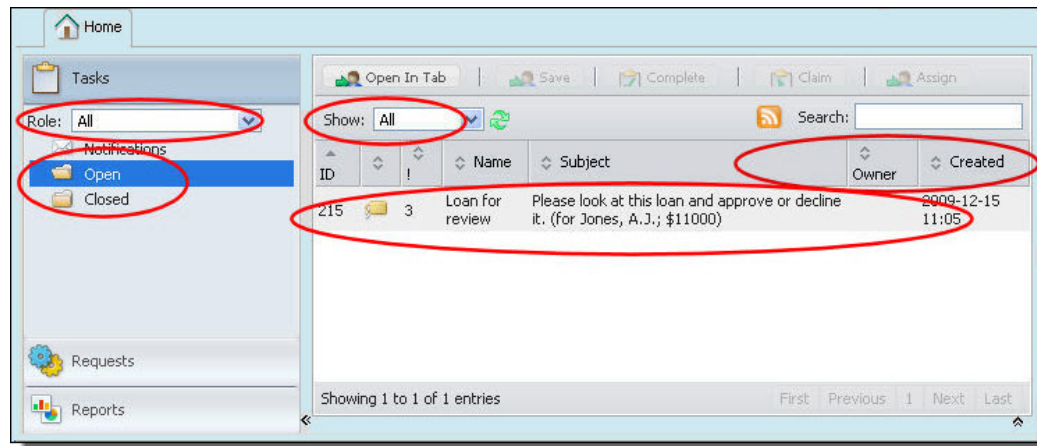 Home
Tasks
Role: All
Notifications
Open
Closed
Requests
Reports
Open In Tab | Save | Complete | Claim | Assign
Show: All
Search:
ID ! Name Subject Owner Created
215 3 Loan for review Please look at this loan and approve or decline it. (for Jones, A.J.; $11000) 2009-12-15 11:05
Showing 1 to 1 of 1 entries
First Previous 1 Next Last